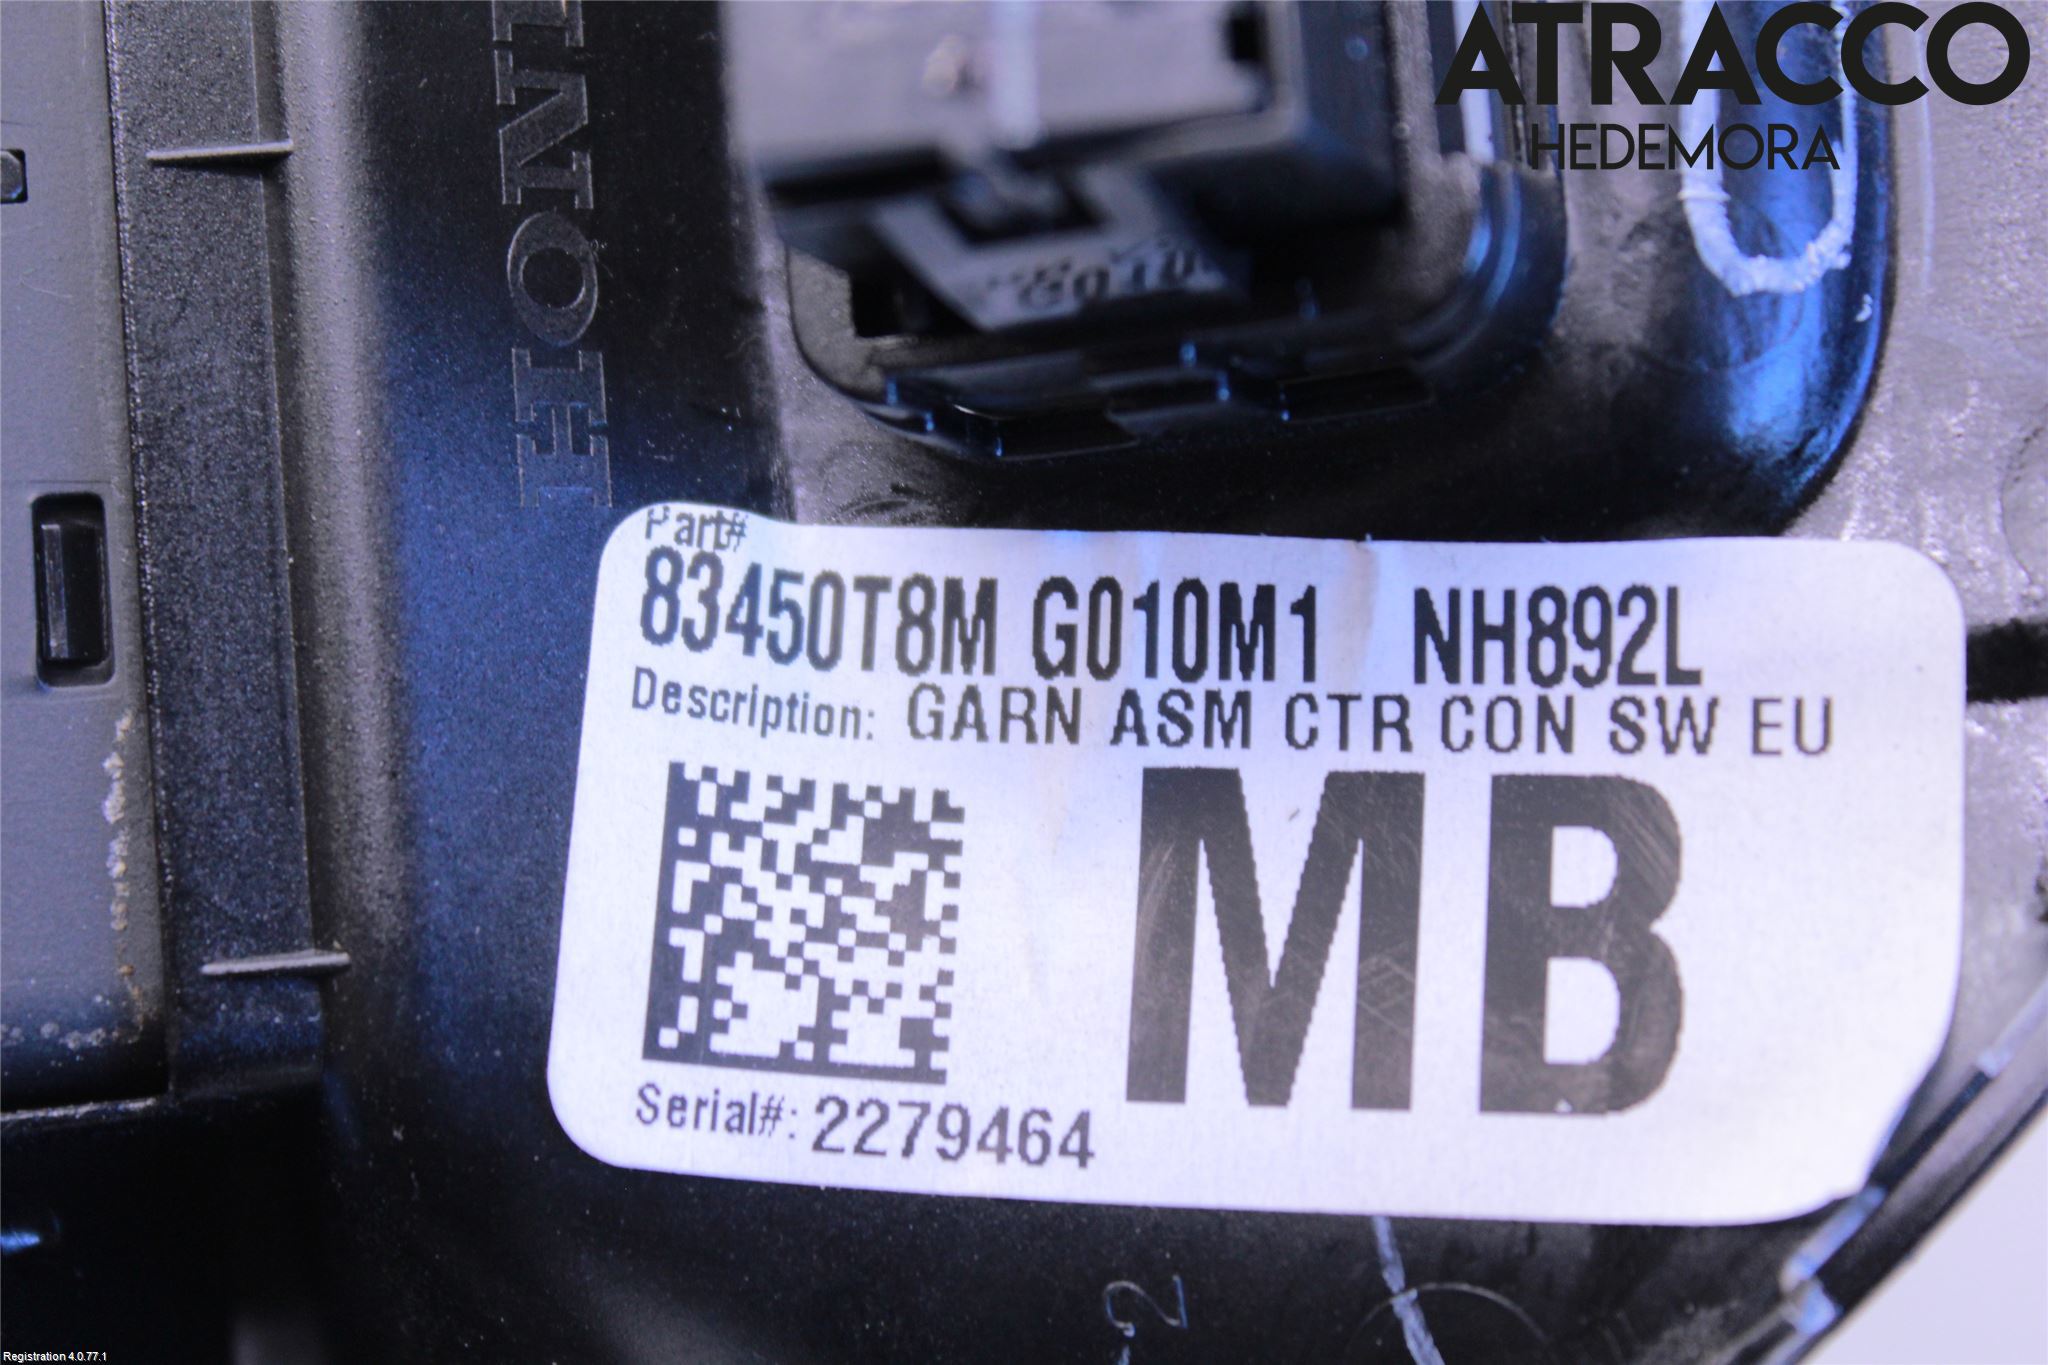 ATRACCO
HEDEMORA
Part#
83450T8M G010M1 NH892L
Description: GARN ASM CTR CON SW EU
MB
Serial#: 2279464
2
Registration 4.0.77.1